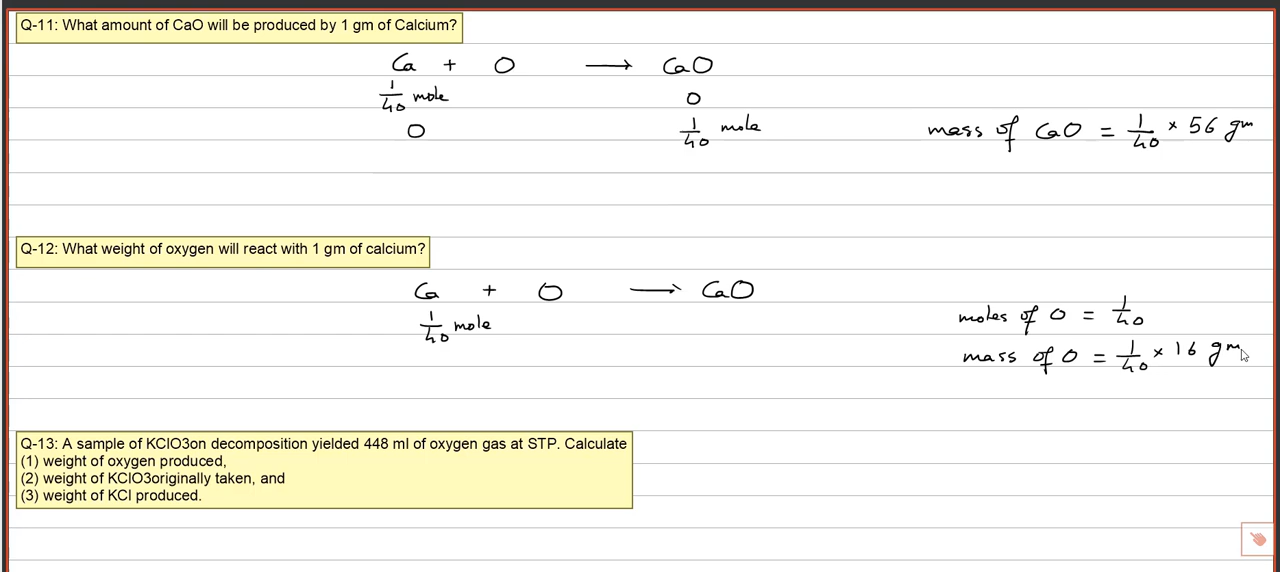 Q-11: What amount of CaO will be produced by 1 gm of Calcium?
Ca + O → CaO
1/40 mole 0
0 1/40 mole mass of CaO = 1/40 × 56 gm
Q-12: What weight of oxygen will react with 1 gm of calcium?
Ca + O → CaO
1/40 mole moles of O = 1/40
mass of O = 1/40 × 16 gm
Q-13: A sample of KClO3on decomposition yielded 448 ml of oxygen gas at STP. Calculate
(1) weight of oxygen produced,
(2) weight of KClO3originally taken, and
(3) weight of KCl produced.